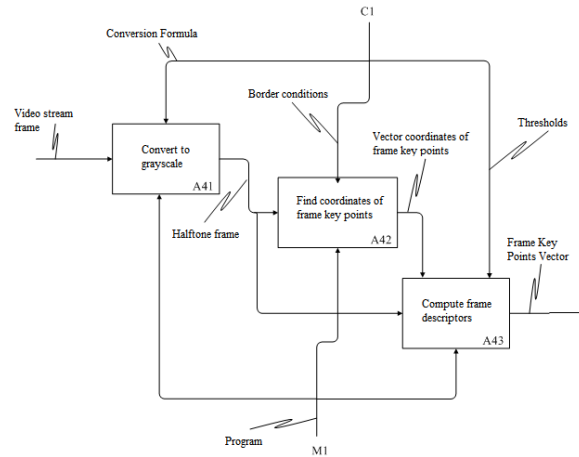 C1
Conversion Formula
Video stream
frame
Border conditions
Convert to
grayscale
A41
Vector coordinates of
frame key points
Thresholds
Find coordinates of
frame key points
A42
Halftone frame
Frame Key
Points Vector
Compute frame
descriptors
A43
Program
M1